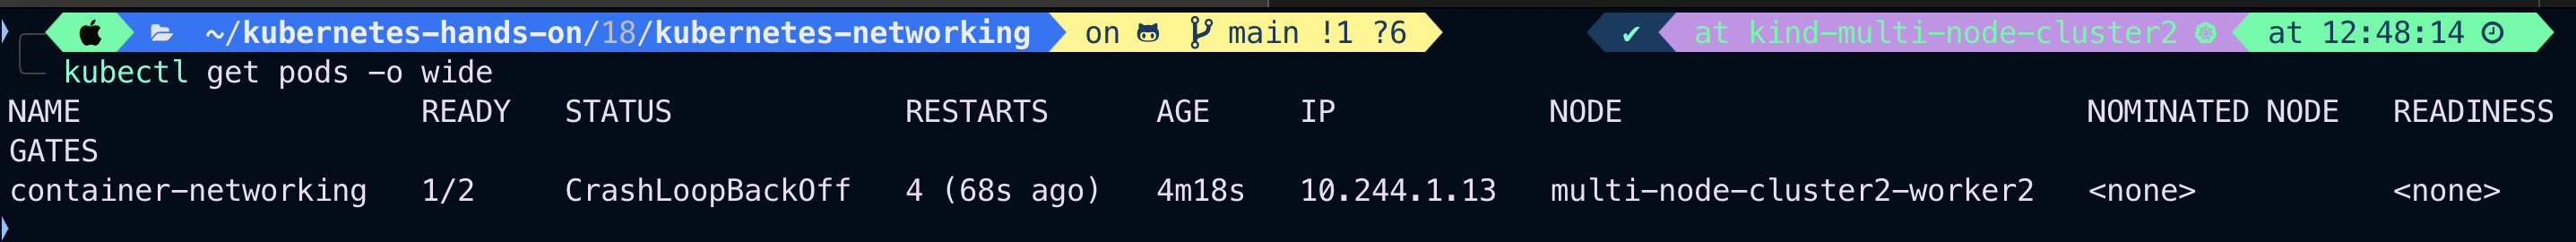 ~/kubernetes-hands-on/18/kubernetes-networking on main !1 ?6 ✔ at kind-multi-node-cluster2 at 12:48:14
kubectl get pods -o wide
NAME READY STATUS RESTARTS AGE IP NODE NOMINATED NODE READINESS
GATES
container-networking 1/2 CrashLoopBackOff 4 (68s ago) 4m18s 10.244.1.13 multi-node-cluster2-worker2 <none> <none>